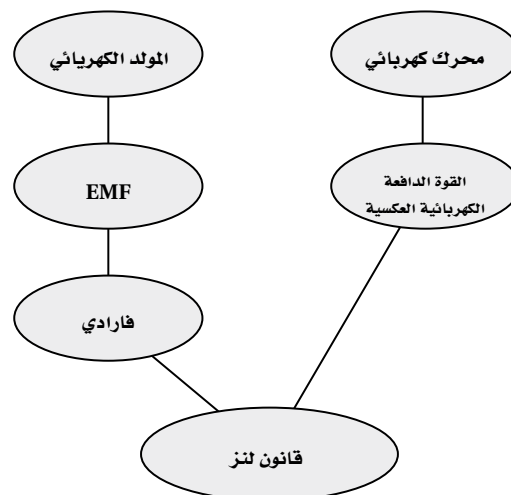 محرك كهربائي
المولد الكهربائي
القوة الدافعة
الكهربائية العكسية
EMF
فارادي
قانون لنز